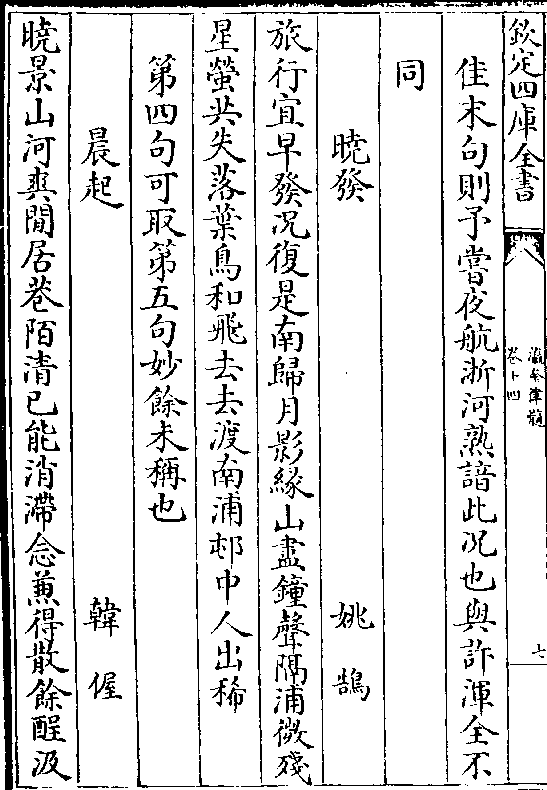 欽定四庫全書
瀛奎律髓
卷十四
七
佳末句則予嘗夜航浙河熟諳此况也與許渾全不
同
曉發 姚鵠
旅行宜早發况復是南歸月影緣山盡鐘聲隔浦微殘
星螢共失落葉鳥和飛去去渡南浦邨中人出稀
第四句可取第五句妙餘未稱也
晨起 韓偓
曉景山河爽閒居巷陌清已能消滯念兼得散餘酲汲